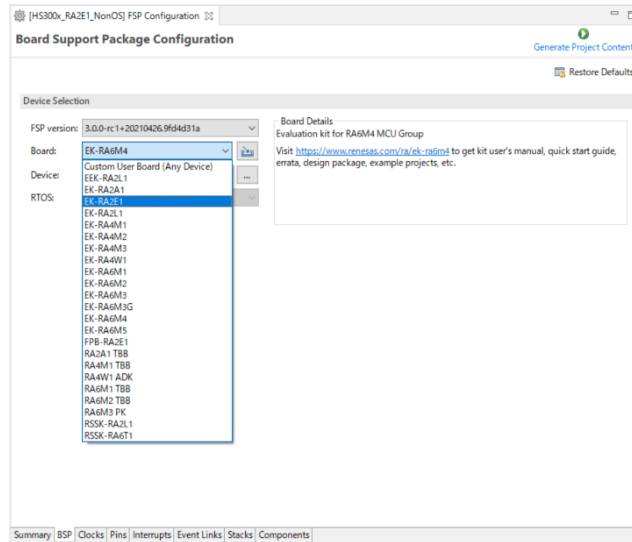 [HS300x_RA2E1_NonOS] FSP Configuration
Board Support Package Configuration
Generate Project Content
Restore Defaults
Device Selection
FSP version: 3.0.0-rc1+20210426.9fd4d31a
Board: EK-RA6M4
Device: ...
RTOS:
Custom User Board (Any Device)
EEK-RA2L1
EK-RA2A1
EK-RA2E1
EK-RA2L1
EK-RA4M1
EK-RA4M2
EK-RA4M3
EK-RA4W1
EK-RA6M1
EK-RA6M2
EK-RA6M3
EK-RA6M3G
EK-RA6M4
EK-RA6M5
FPB-RA2E1
RA2A1 TBB
RA4M1 TBB
RA4W1 ADK
RA6M1 TBB
RA6M2 TBB
RA6M3 PK
RSSK-RA2L1
RSSK-RA6T1
Board Details
Evaluation kit for RA6M4 MCU Group
Visit https://www.renesas.com/ra/ek-ra6m4 to get kit user's manual, quick start guide,
errata, design package, example projects, etc.
Summary BSP Clocks Pins Interrupts Event Links Stacks Components